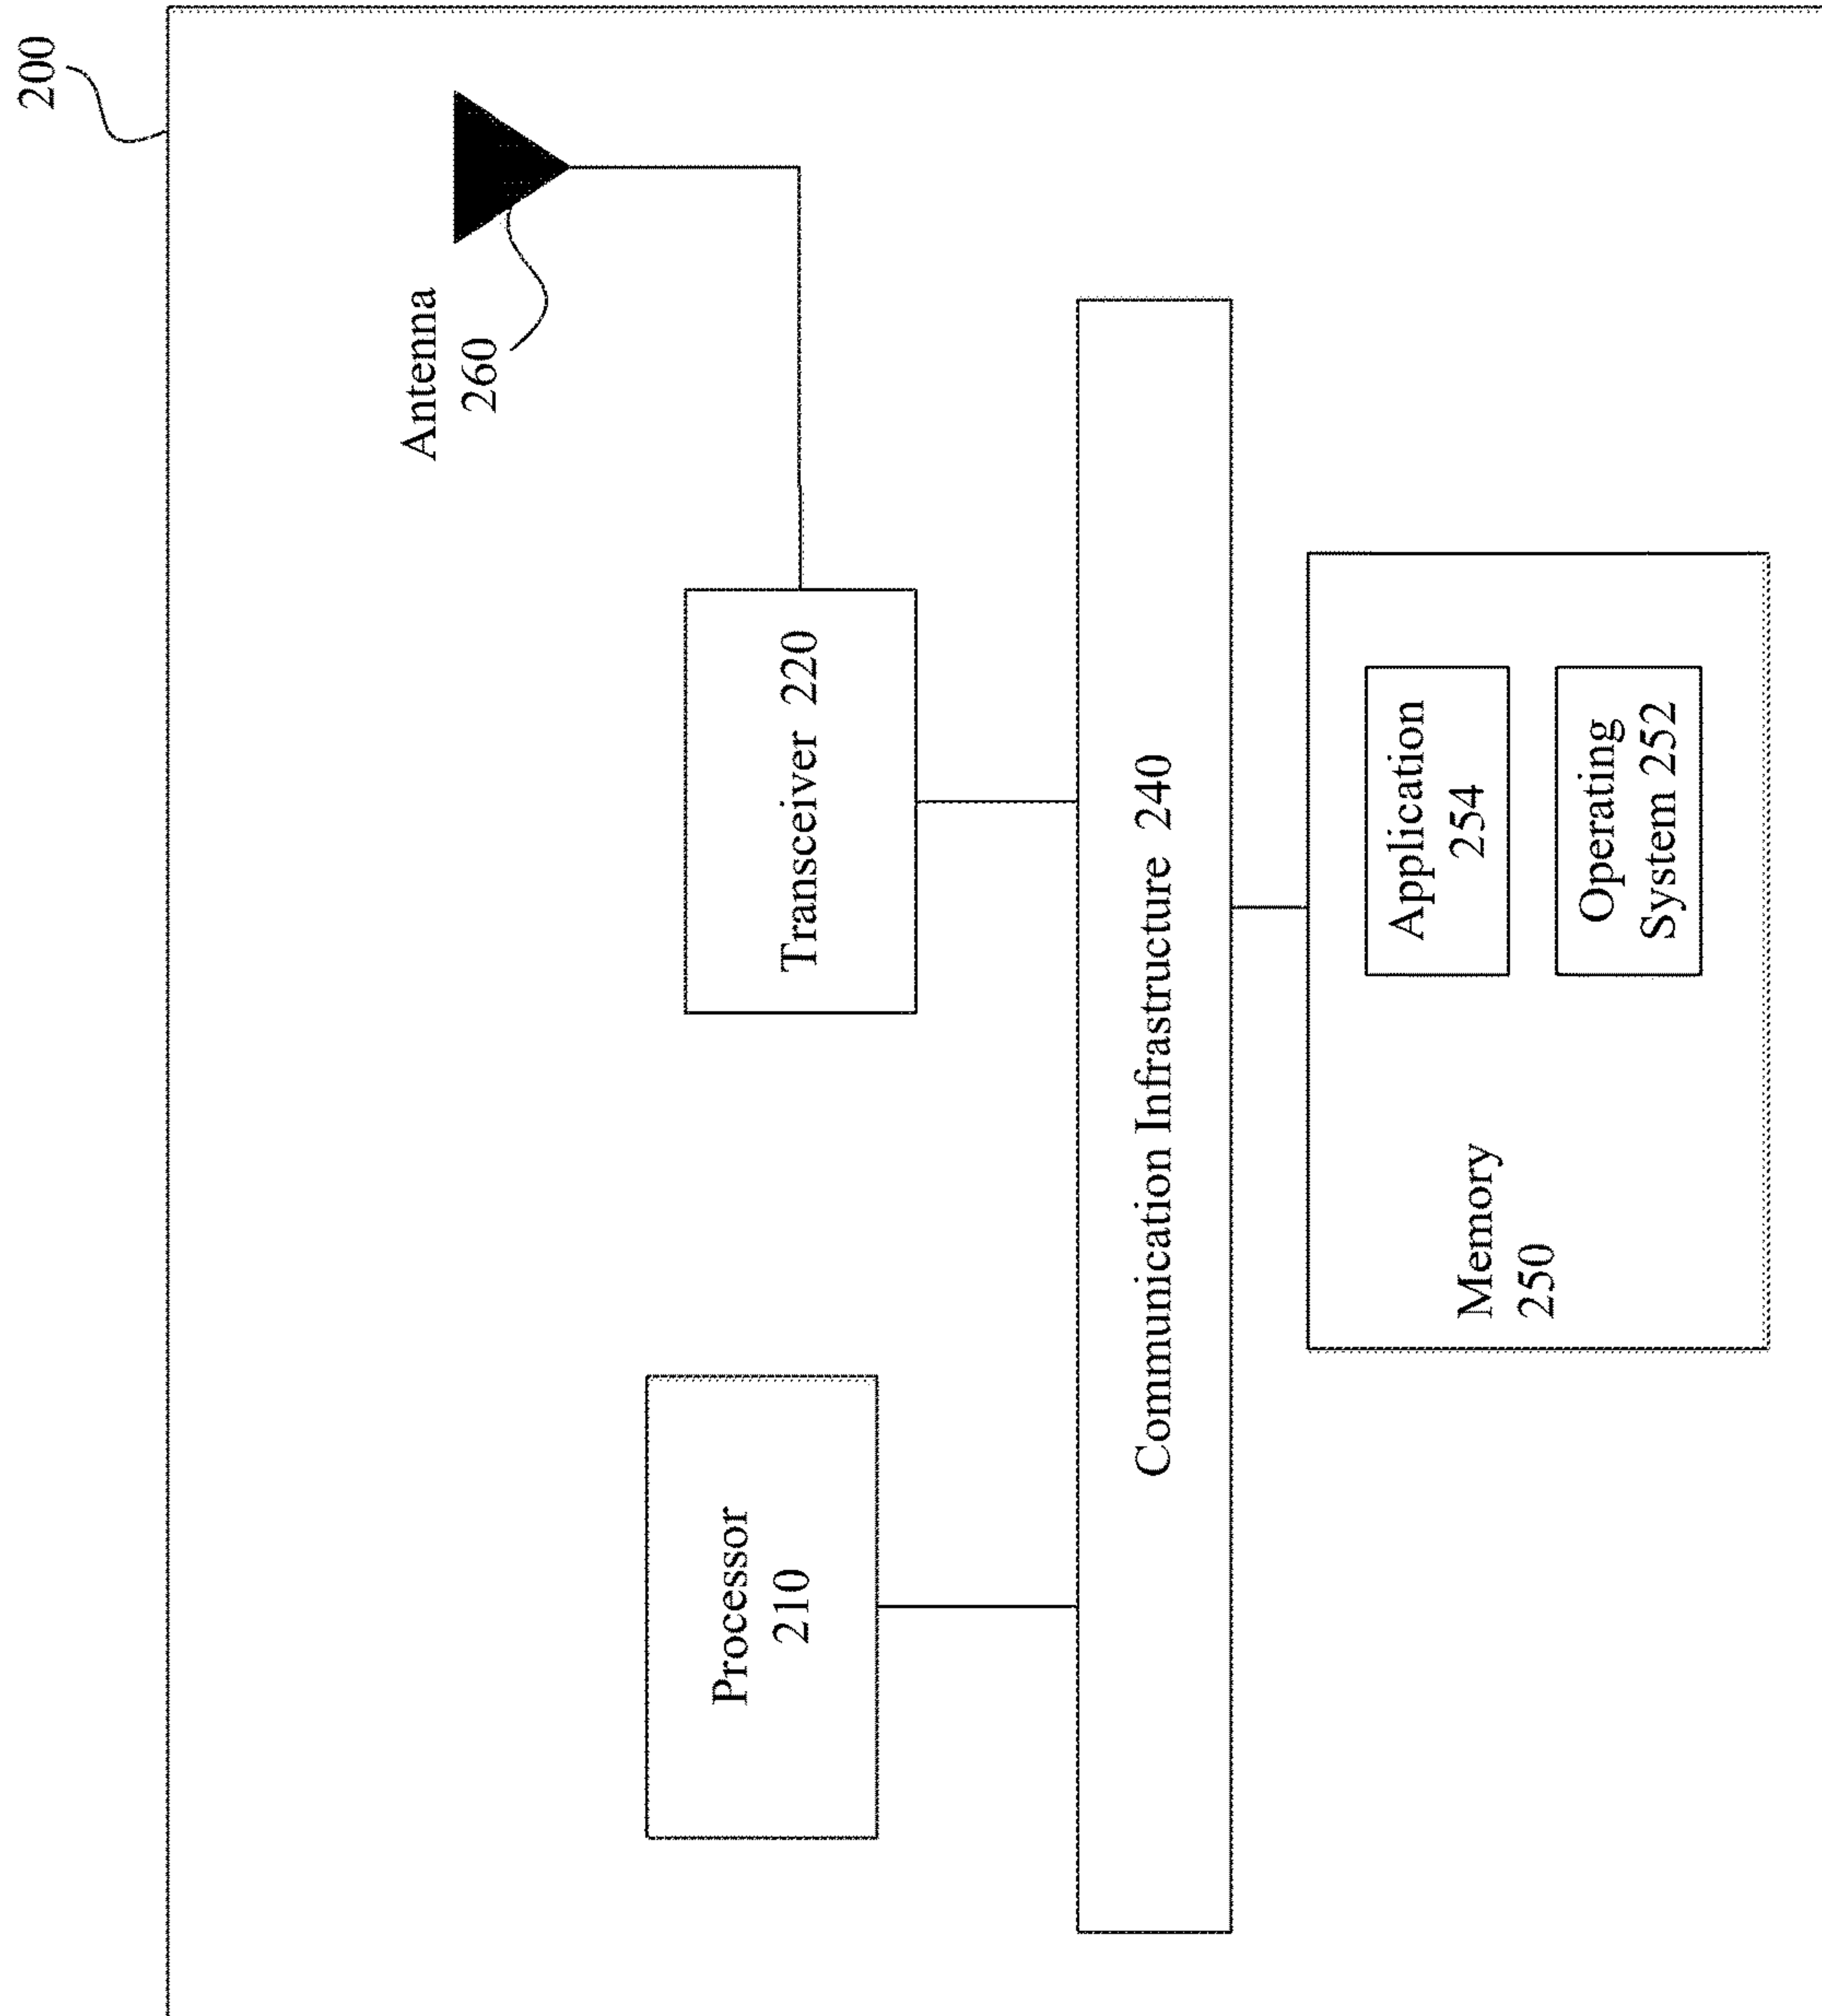 200
Antenna
260
Transceiver 220
Processor
210
Communication Infrastructure 240
Memory
250
Application
254
Operating
System 252